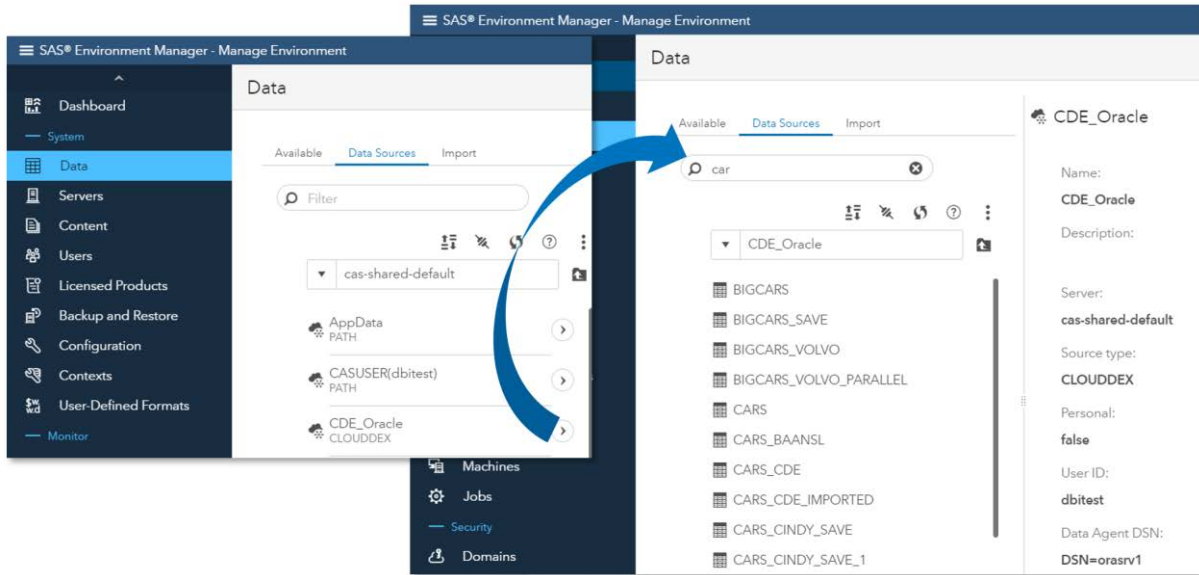 SAS® Environment Manager - Manage Environment
Dashboard
System
Data
Servers
Content
Users
Licensed Products
Backup and Restore
Configuration
Contexts
User-Defined Formats
Monitor
Data
Available Data Sources Import
Filter
cas-shared-default
AppData
PATH
CASUSER(dbitest)
PATH
CDE_Oracle
CLOUDDEX
SAS® Environment Manager - Manage Environment
Machines
Jobs
Security
Domains
Data
Available Data Sources Import
car
CDE_Oracle
BIGCARS
BIGCARS_SAVE
BIGCARS_VOLVO
BIGCARS_VOLVO_PARALLEL
CARS
CARS_BAANSL
CARS_CDE
CARS_CDE_IMPORTED
CARS_CINDY_SAVE
CARS_CINDY_SAVE_1
CDE_Oracle
Name:
CDE_Oracle
Description:
Server:
cas-shared-default
Source type:
CLOUDDEX
Personal:
false
User ID:
dbitest
Data Agent DSN:
DSN=orasrv1